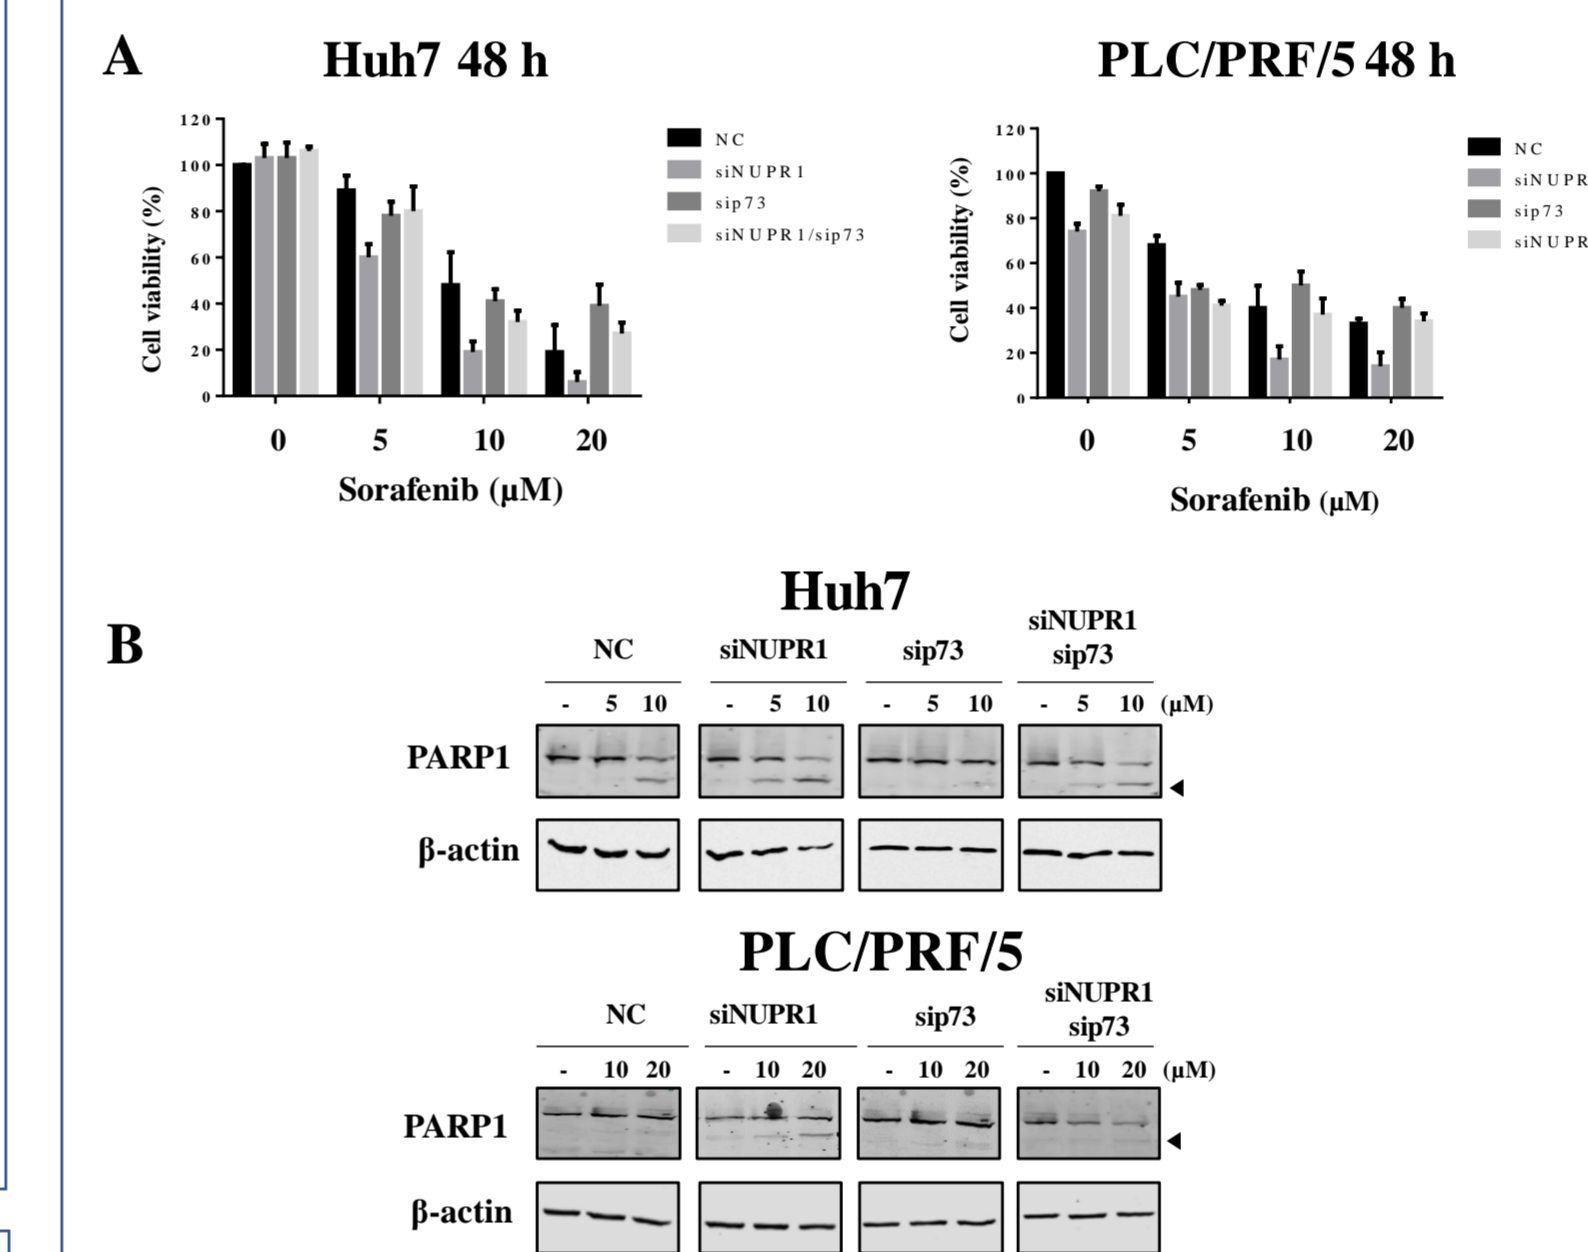 A
Huh7 48 h
120
100
80
60
40
20
0
Cell viability (%)
0 5 10 20
Sorafenib (μM)
NC
siNUPR1
sip73
siNUPR1/sip73
PLC/PRF/5 48 h
120
100
80
60
40
20
0
Cell viability (%)
0 5 10 20
Sorafenib (μM)
NC
siNUPR
sip73
siNUPR
B
Huh7
NC siNUPR1 sip73 siNUPR1
sip73
- 5 10 - 5 10 - 5 10 - 5 10 (μM)
PARP1
β-actin
PLC/PRF/5
NC siNUPR1 sip73 siNUPR1
sip73
- 10 20 - 10 20 - 10 20 - 10 20 (μM)
PARP1
β-actin